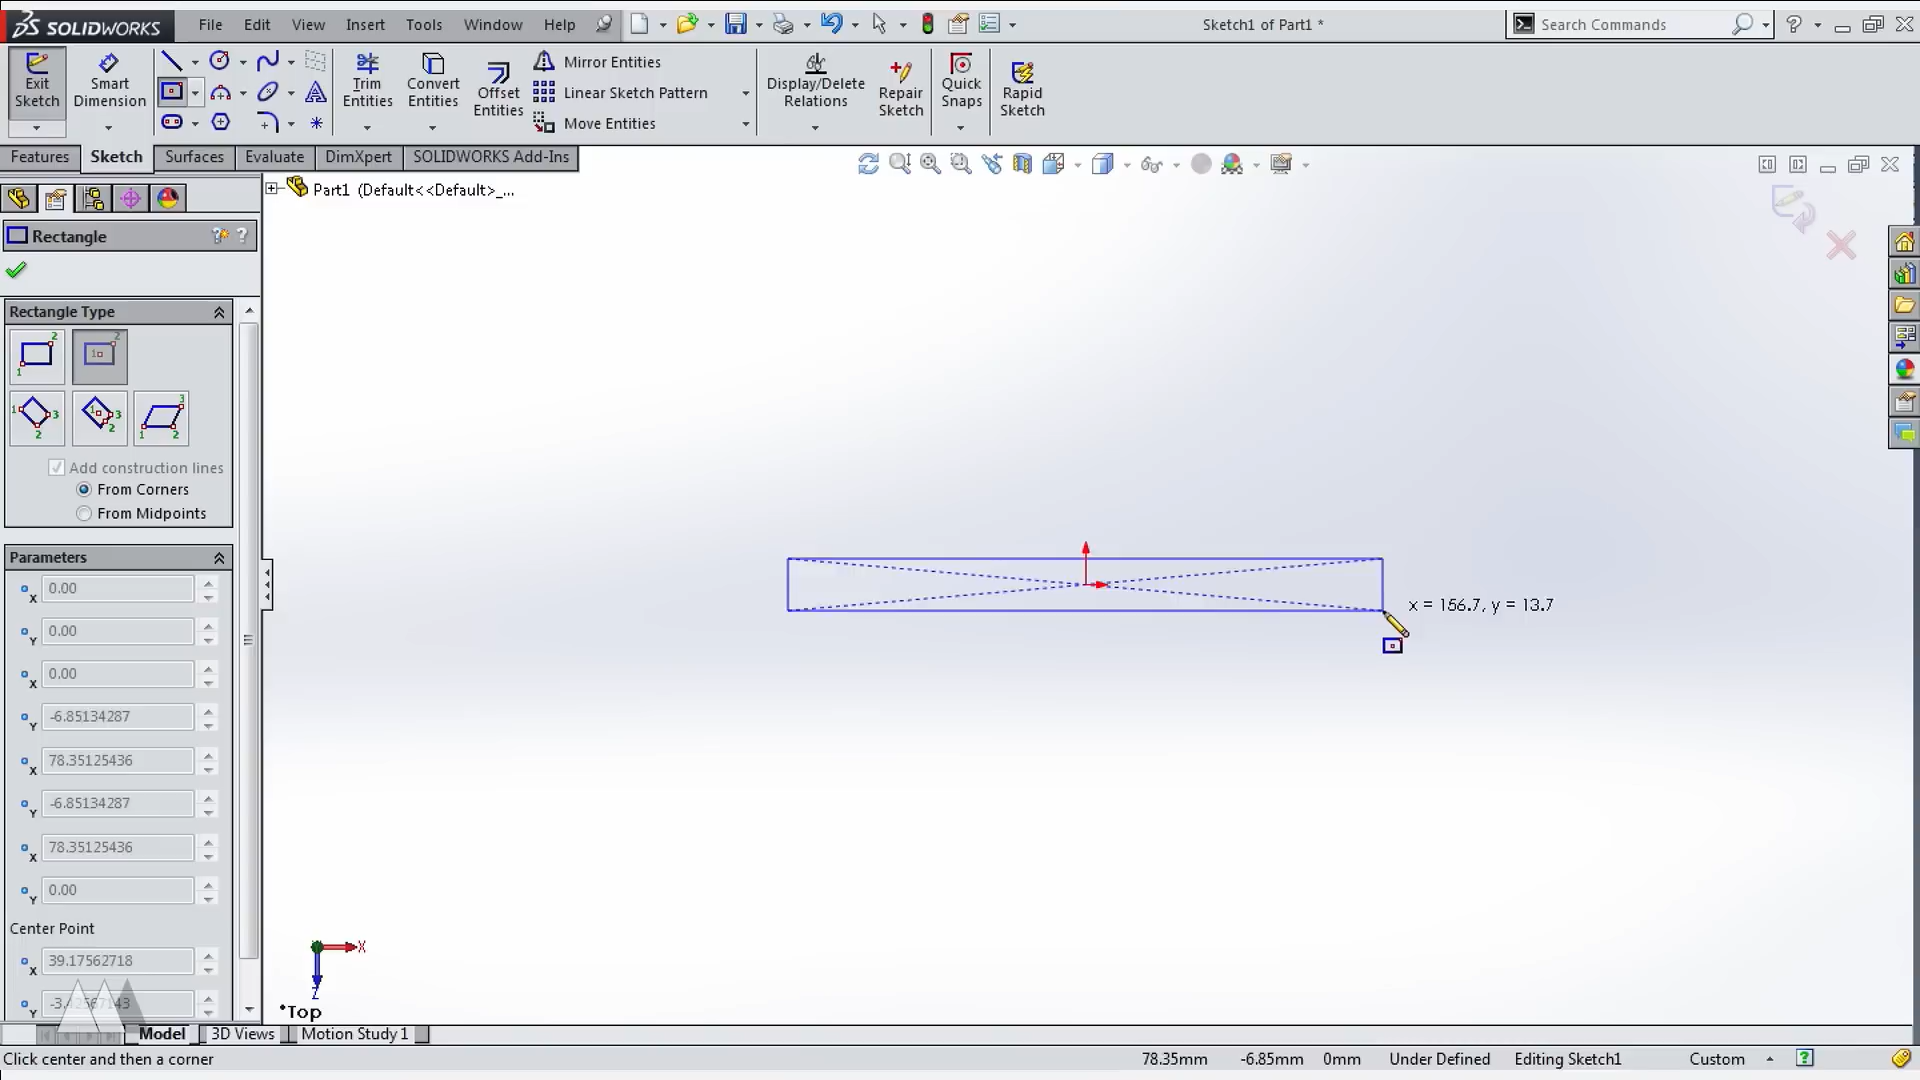 SOLIDWORKS File Edit View Insert Tools Window Help Sketch1 of Part1 * Search Commands
Exit Sketch
Smart Dimension
Trim Entities
Convert Entities
Offset Entities
Mirror Entities
Linear Sketch Pattern
Move Entities
Display/Delete Relations
Repair Sketch
Quick Snaps
Rapid Sketch
Features Sketch Surfaces Evaluate DimXpert SOLIDWORKS Add-Ins
Part1 (Default<<Default>_...
Rectangle
Rectangle Type
Add construction lines
From Corners
From Midpoints
Parameters
X 0.00
Y 0.00
X 0.00
Y -6.85134287
X 78.35125436
Y -6.85134287
X 78.35125436
Y 0.00
Center Point
X 39.17562718
Y -3.42567143
x = 156.7, y = 13.7
X
Z
*Top
Model 3D Views Motion Study 1
Click center and then a corner 78.35mm -6.85mm 0mm Under Defined Editing Sketch1 Custom